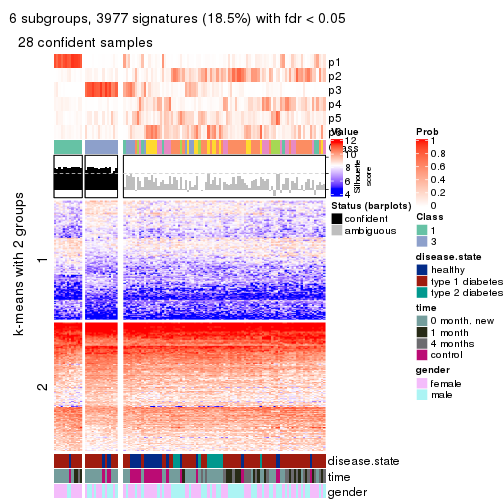 6 subgroups, 3977 signatures (18.5%) with fdr < 0.05
28 confident samples
p1
p2
p3
p4
p5
Value
12
10
8
6
4
Silhouette
score
Status (barplots)
confident
ambiguous
Prob
1
0.8
0.6
0.4
0.2
0
Class
1
3
disease.state
healthy
type 1 diabetes
type 2 diabetes
time
0 month. new
1 month
4 months
control
gender
female
male
k-means with 2 groups
1
2
disease.state
time
gender